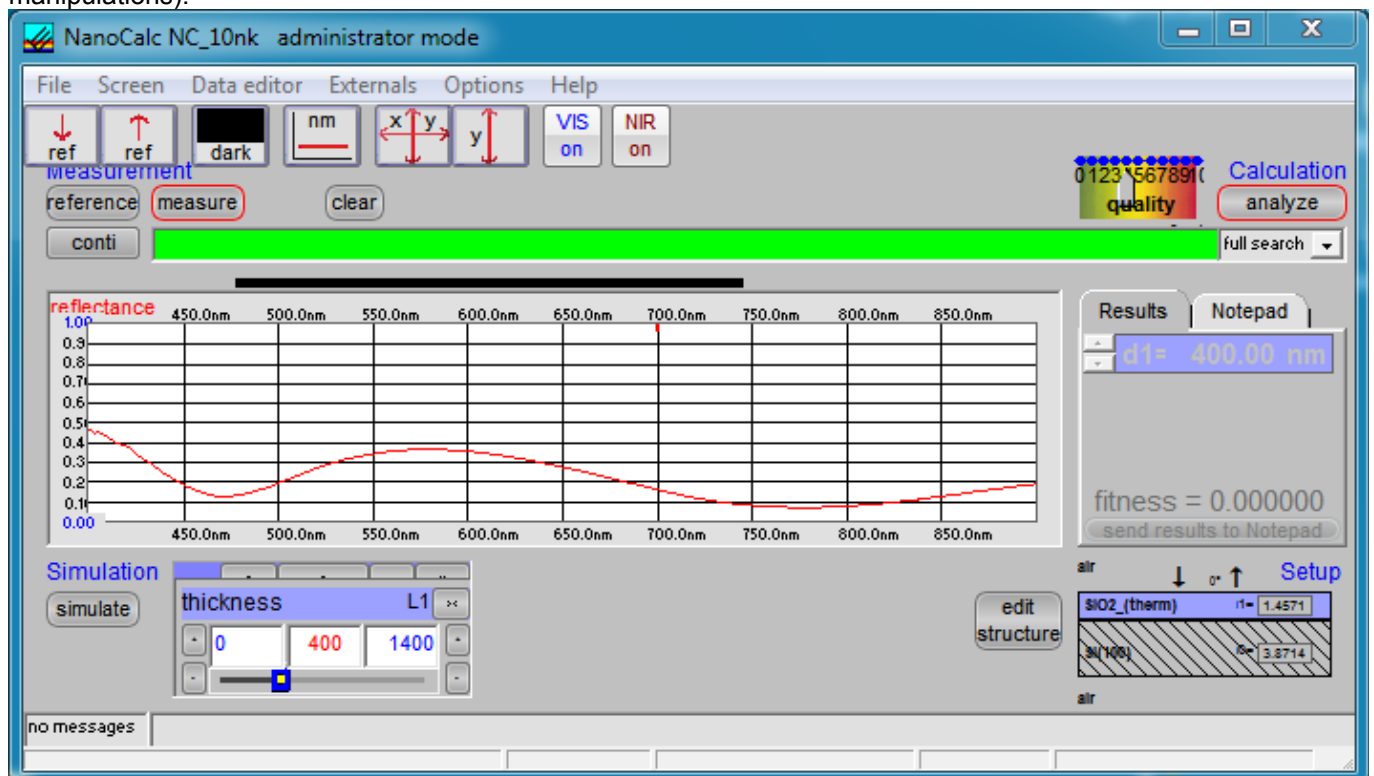 manipulations).
NanoCalc NC_10nk administrator mode
File Screen Data editor Externals Options Help
ref ref dark nm x y y VIS on NIR on
Measurement
reference measure clear
0123 5678910 Calculation
quality analyze
conti full search
reflectance 450.0nm 500.0nm 550.0nm 600.0nm 650.0nm 700.0nm 750.0nm 800.0nm 850.0nm
1.00
0.9
0.8
0.7
0.6
0.5
0.4
0.3
0.2
0.1
0.00
450.0nm 500.0nm 550.0nm 600.0nm 650.0nm 700.0nm 750.0nm 800.0nm 850.0nm
Results Notepad
d1= 400.00 nm
fitness = 0.000000
send results to Notepad
Simulation
simulate
thickness L1
0 400 1400
edit
structure
air 0° Setup
SIO2_(therm) 1.4571
SI(100) 3.8714
air
no messages